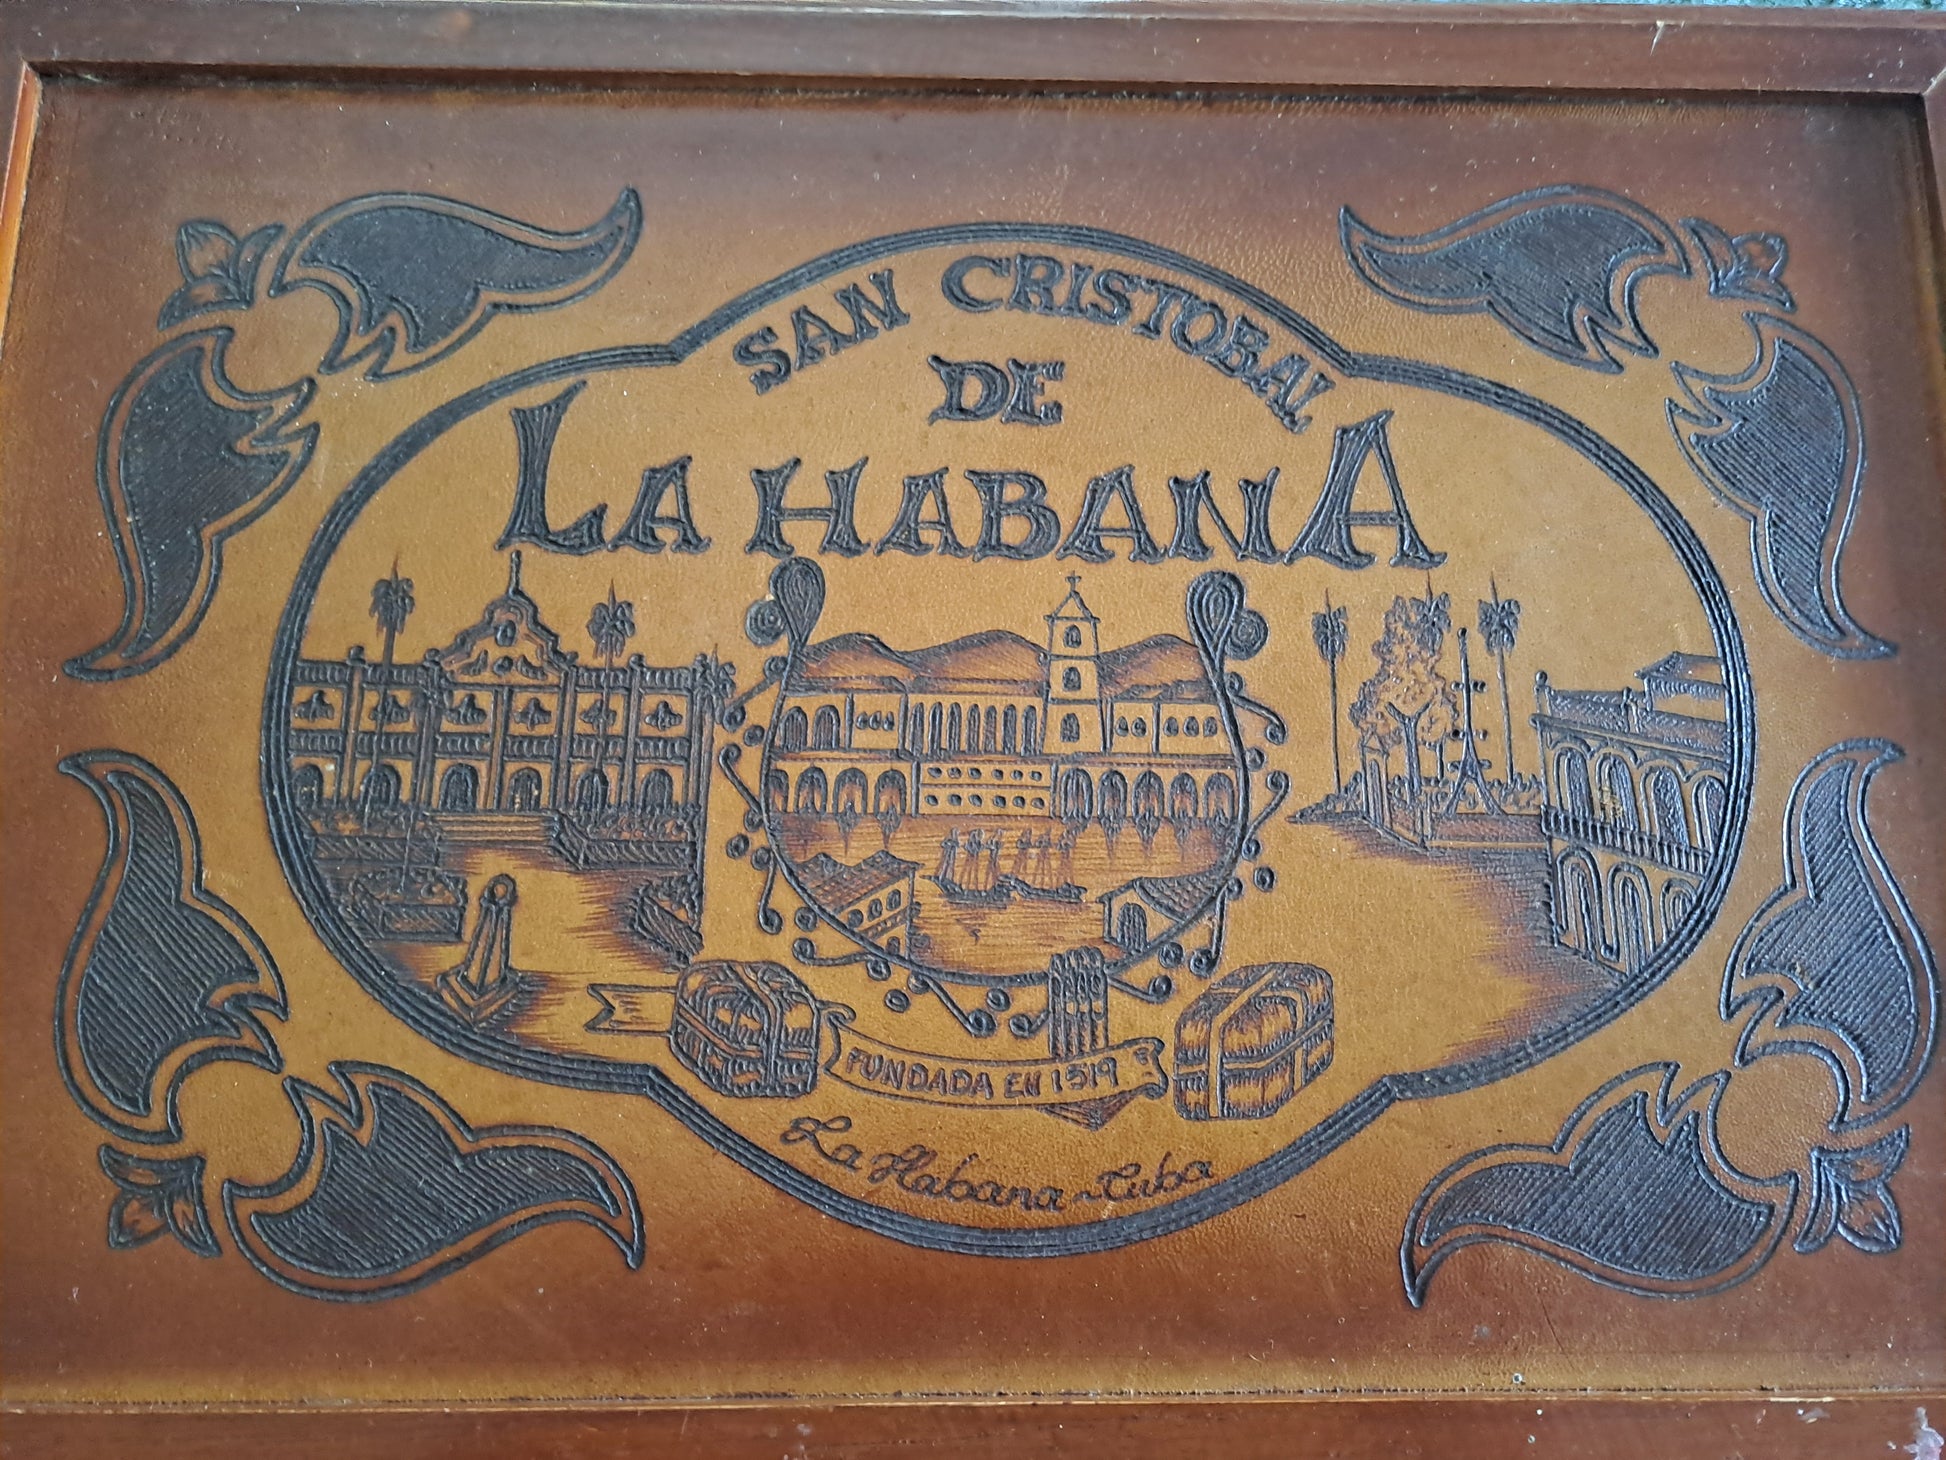 SAN CRISTOBAL
DE
LA HABANA
FUNDADA EN 1519
La Habana - Cuba